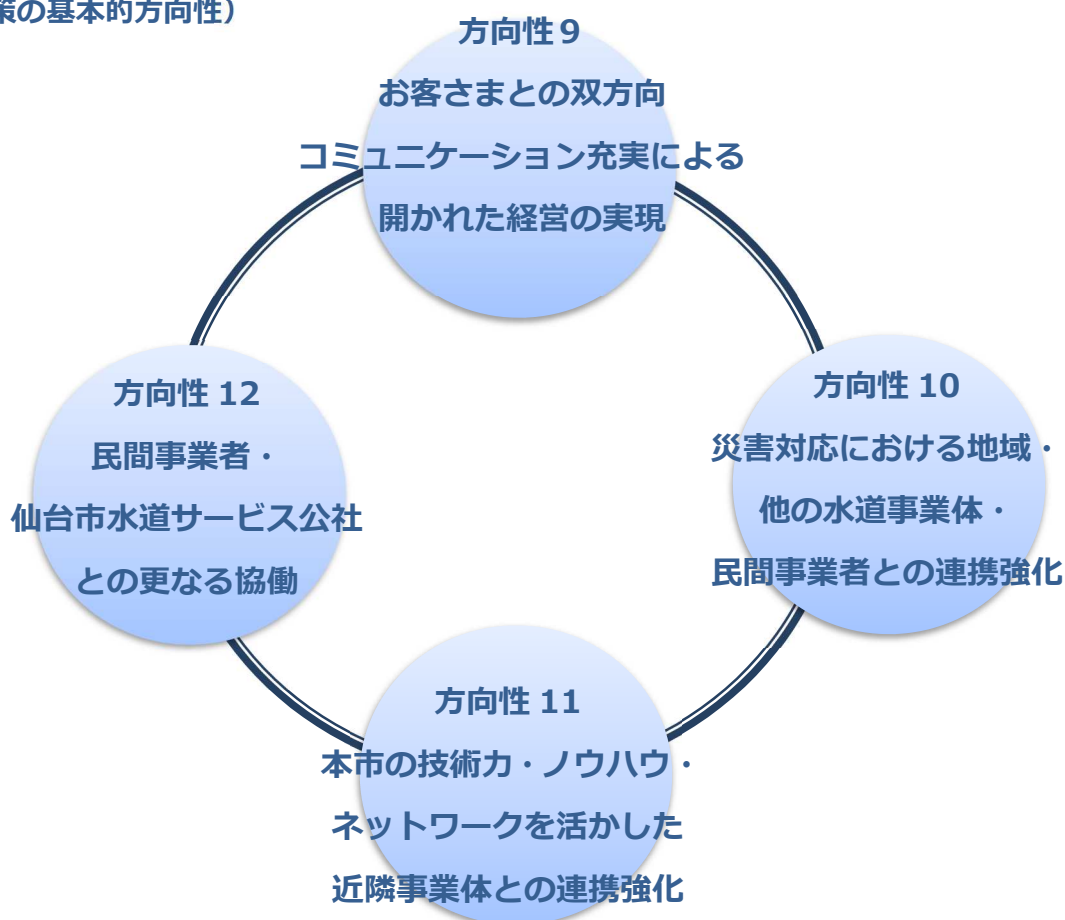 策の基本的方向性）
方向性９
お客さまとの双方向
コミュニケーション充実による
開かれた経営の実現
方向性 10
災害対応における地域・
他の水道事業体・
民間事業者との連携強化
方向性 11
本市の技術力・ノウハウ・
ネットワークを活かした
近隣事業体との連携強化
方向性 12
民間事業者・
仙台市水道サービス公社
との更なる協働